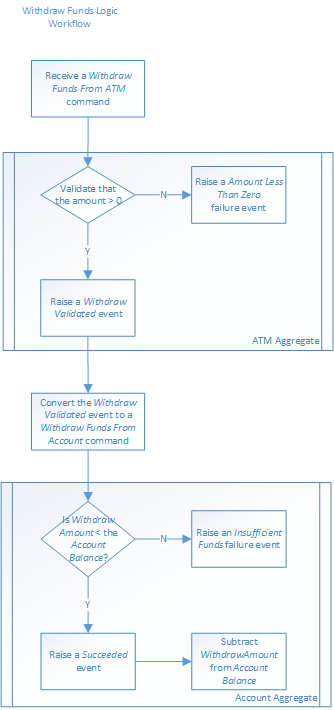 Withdraw Funds Logic
Workflow
Receive a Withdraw
Funds From ATM
command
Validate that
the amount > 0
N
Raise a Amount Less
Than Zero
failure event
Y
Raise a Withdraw
Validated event
ATM Aggregate
Convert the Withdraw
Validated event to a
Withdraw Funds From
Account command
Is Withdraw
Amount < the
Account
Balance?
N
Raise an Insufficient
Funds failure event
Y
Raise a Succeeded
event
Subtract
WithdrawAmount
from Account
Balance
Account Aggregate